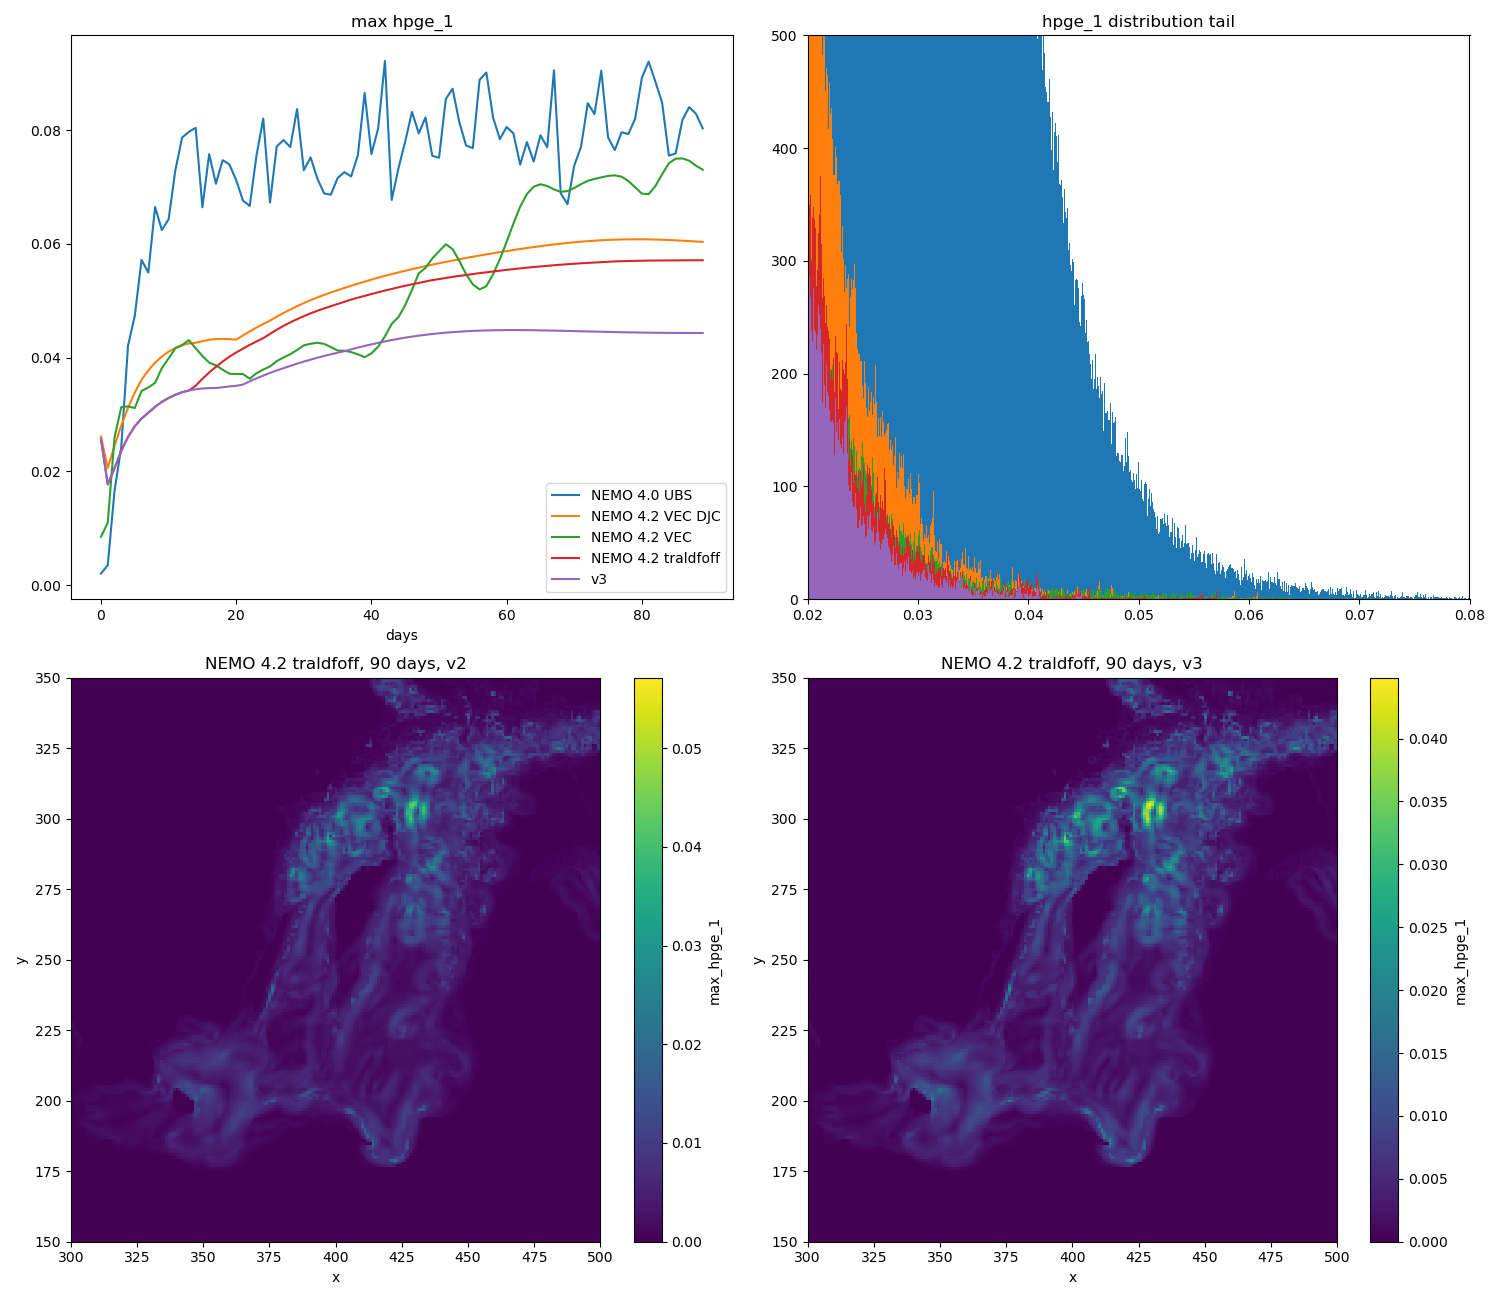 max hpge_1
0.08
0.06
0.04
0.02
0.00
0 20 40 60 80
days
NEMO 4.0 UBS
NEMO 4.2 VEC DJC
NEMO 4.2 VEC
NEMO 4.2 traldfoff
v3
hpge_1 distribution tail
500
400
300
200
100
0
0.02 0.03 0.04 0.05 0.06 0.07 0.08
NEMO 4.2 traldfoff, 90 days, v2
350
325
300
275
250
225
200
175
150
y
300 325 350 375 400 425 450 475 500
x
0.05
0.04
0.03
0.02
0.01
0.00
max_hpge_1
NEMO 4.2 traldfoff, 90 days, v3
350
325
300
275
250
225
200
175
150
y
300 325 350 375 400 425 450 475 500
x
0.040
0.035
0.030
0.025
0.020
0.015
0.010
0.005
0.000
max_hpge_1